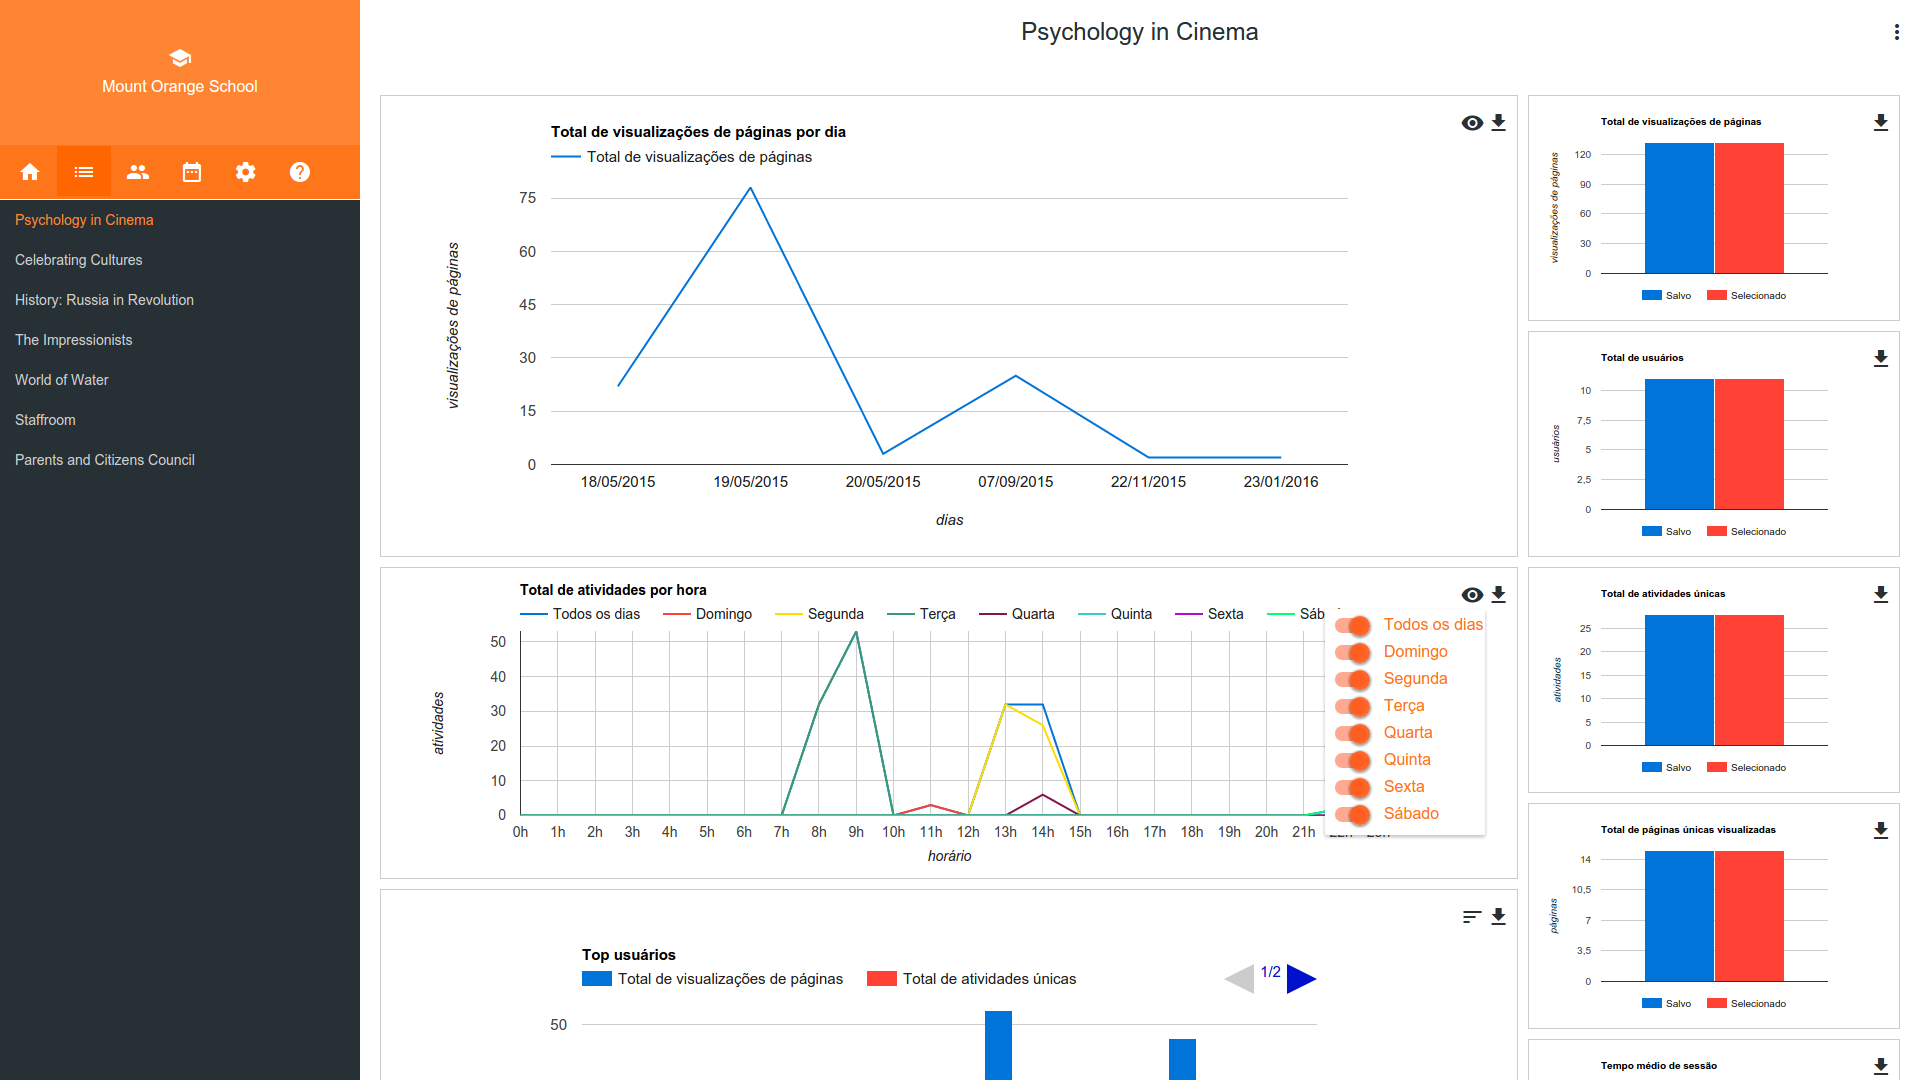 Mount Orange School
Psychology in Cinema
Celebrating Cultures
History: Russia in Revolution
The Impressionists
World of Water
Staffroom
Parents and Citizens Council
Psychology in Cinema
Total de visualizações de páginas por dia
Total de visualizações de páginas
visualizações de páginas
75
60
45
30
15
0
18/05/2015 19/05/2015 20/05/2015 07/09/2015 22/11/2015 23/01/2016
dias
Total de atividades por hora
Todos os dias Domingo Segunda Terça Quarta Quinta Sexta
atividades
50
40
30
20
10
0
0h 1h 2h 3h 4h 5h 6h 7h 8h 9h 10h 11h 12h 13h 14h 15h 16h 17h 18h 19h 20h 21h
horário
Todos os dias
Domingo
Segunda
Terça
Quarta
Quinta
Sexta
Sábado
Top usuários
Total de visualizações de páginas Total de atividades únicas
1/2
50
Total de visualizações de páginas
visualizações de páginas
120
90
60
30
0
Salvo Selecionado
Total de usuários
usuários
10
7,5
5
2,5
0
Salvo Selecionado
Total de atividades únicas
atividades
25
20
15
10
5
0
Salvo Selecionado
Total de páginas únicas visualizadas
páginas
14
10,5
7
3,5
0
Salvo Selecionado
Tempo médio de sessão